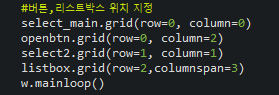 #버튼,리스트박스 위치 지정
select_main.grid(row=0, column=0)
openbtn.grid(row=0, column=2)
select2.grid(row=1, column=1)
listbox.grid(row=2,columnspan=3)
w.mainloop()